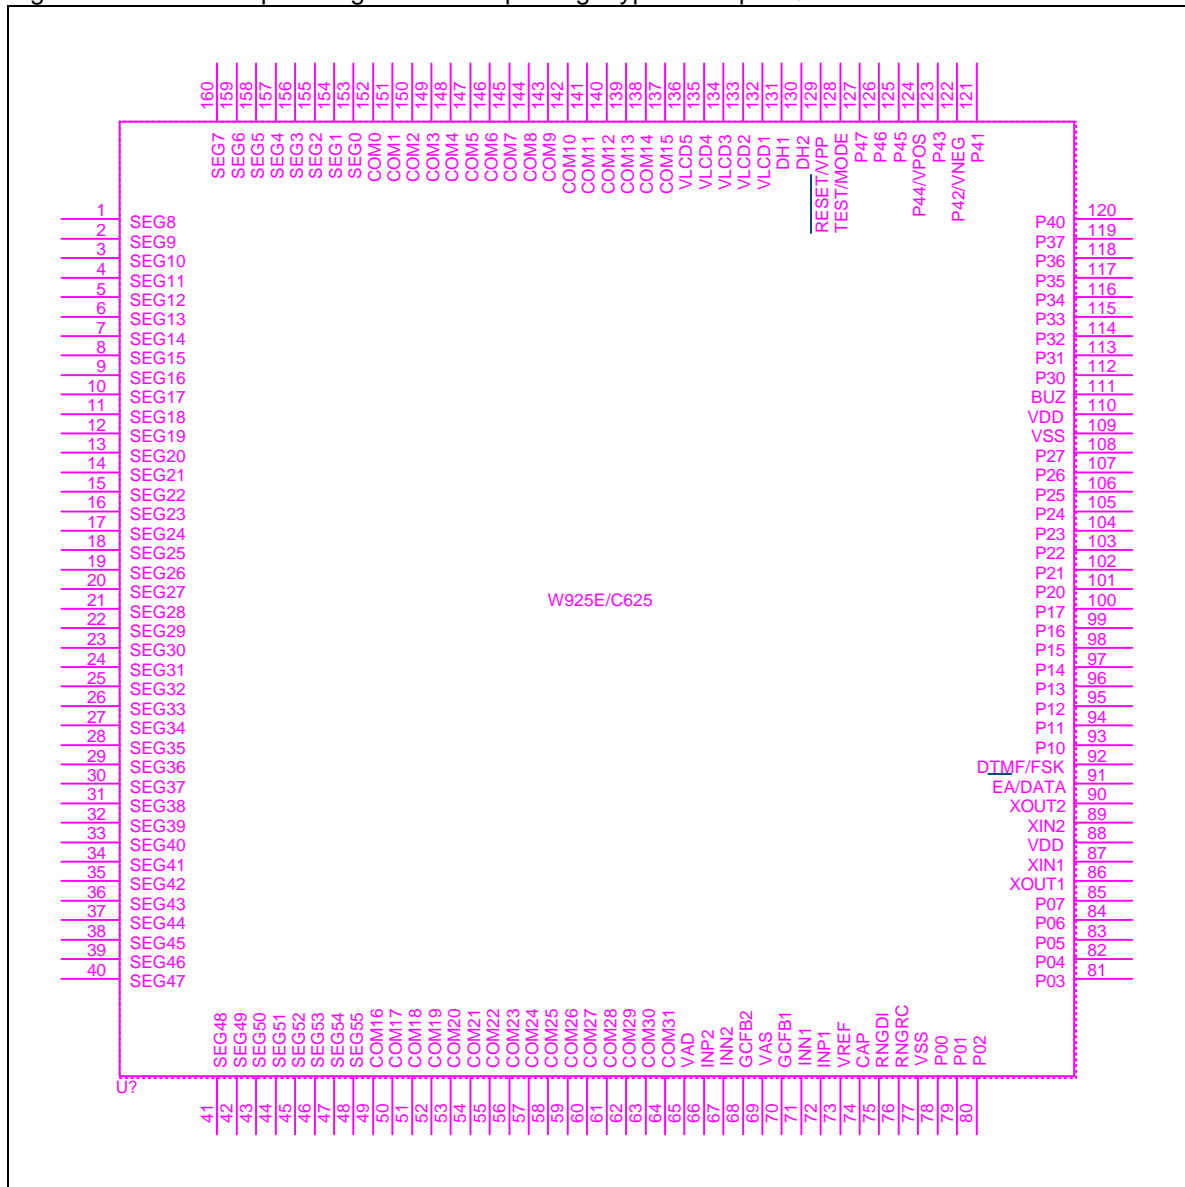 160 159 158 157 156 155 154 153 152 151 150 149 148 147 146 145 144 143 142 141 140 139 138 137 136 135 134 133 132 131 130 129 128 127 126 125 124 123 122 121
SEG7 SEG6 SEG5 SEG4 SEG3 SEG2 SEG1 SEG0 COM0 COM1 COM2 COM3 COM4 COM5 COM6 COM7 COM8 COM9 COM10 COM11 COM12 COM13 COM14 COM15 VLCD5 VLCD4 VLCD3 VLCD2 VLCD1 DH1 DH2 RESET/VPP TEST/MODE P47 P46 P45 P44/VPOS P43 P42/VNEG P41
1 SEG8 P40 120
2 SEG9 P37 119
3 SEG10 P36 118
4 SEG11 P35 117
5 SEG12 P34 116
6 SEG13 P33 115
7 SEG14 P32 114
8 SEG15 P31 113
9 SEG16 P30 112
10 SEG17 BUZ 111
11 SEG18 VDD 110
12 SEG19 VSS 109
13 SEG20 P27 108
14 SEG21 P26 107
15 SEG22 P25 106
16 SEG23 P24 105
17 SEG24 P23 104
18 SEG25 P22 103
19 SEG26 P21 102
20 SEG27 P20 101
W925E/C625
21 SEG28 P17 100
22 SEG29 P16 99
23 SEG30 P15 98
24 SEG31 P14 97
25 SEG32 P13 96
26 SEG33 P12 95
27 SEG34 P11 94
28 SEG35 P10 93
29 SEG36 DTMF/FSK 92
30 SEG37 EA/DATA 91
31 SEG38 XOUT2 90
32 SEG39 XIN2 89
33 SEG40 VDD 88
34 SEG41 XIN1 87
35 SEG42 XOUT1 86
36 SEG43 P07 85
37 SEG44 P06 84
38 SEG45 P05 83
39 SEG46 P04 82
40 SEG47 P03 81
SEG48 SEG49 SEG50 SEG51 SEG52 SEG53 SEG54 SEG55 COM16 COM17 COM18 COM19 COM20 COM21 COM22 COM23 COM24 COM25 COM26 COM27 COM28 COM29 COM30 COM31 VAD INP2 INN2 GCFB2 VAS GCFB1 INN1 INP1 VREF CAP RNGDI RNGRC VSS P00 P01 P02
U?
41 42 43 44 45 46 47 48 49 50 51 52 53 54 55 56 57 58 59 60 61 62 63 64 65 66 67 68 69 70 71 72 73 74 75 76 77 78 79 80